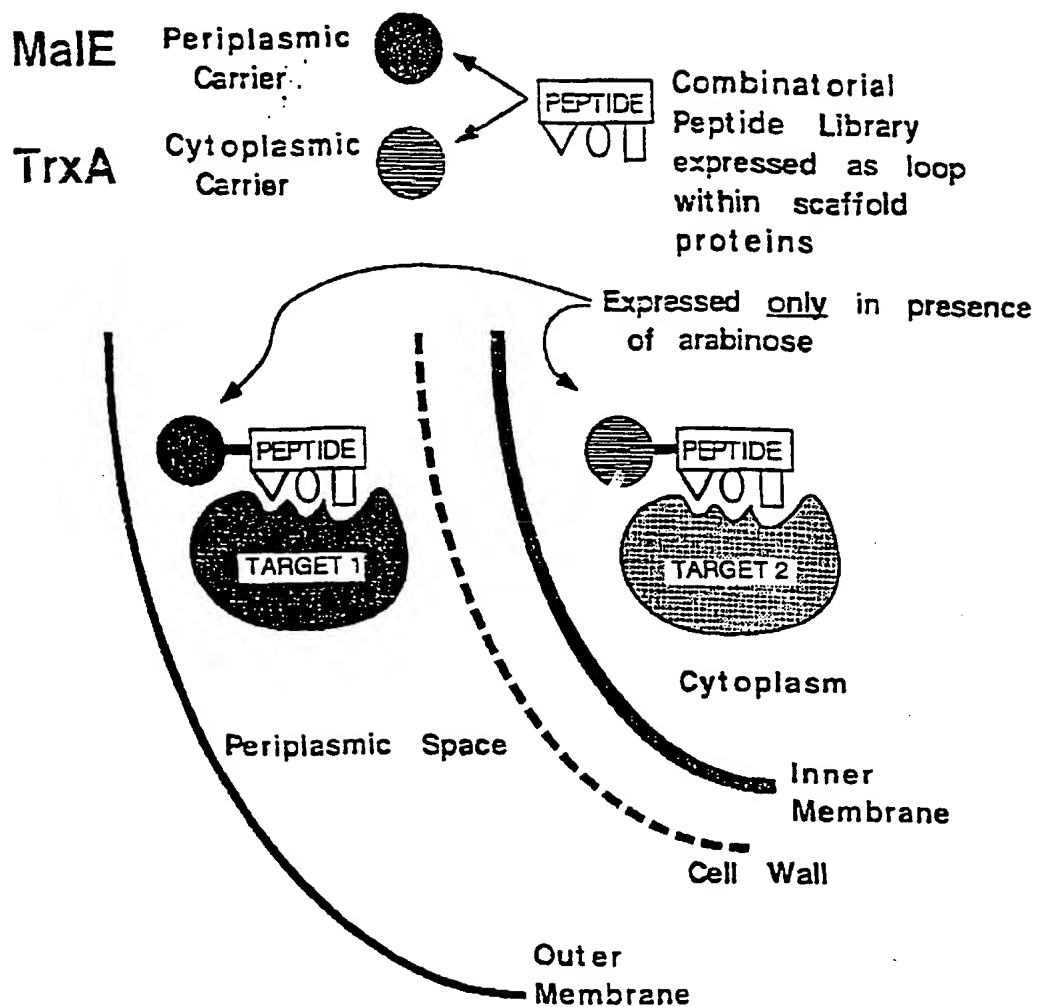 MalE
Periplasmic
Carrier
TrxA
Cytoplasmic
Carrier
PEPTIDE
Combinatorial
Peptide Library
expressed as loop
within scaffold
proteins
Expressed only in presence
of arabinose
PEPTIDE
TARGET 1
PEPTIDE
TARGET 2
Cytoplasm
Periplasmic Space
Inner
Membrane
Cell Wall
Outer
Membrane